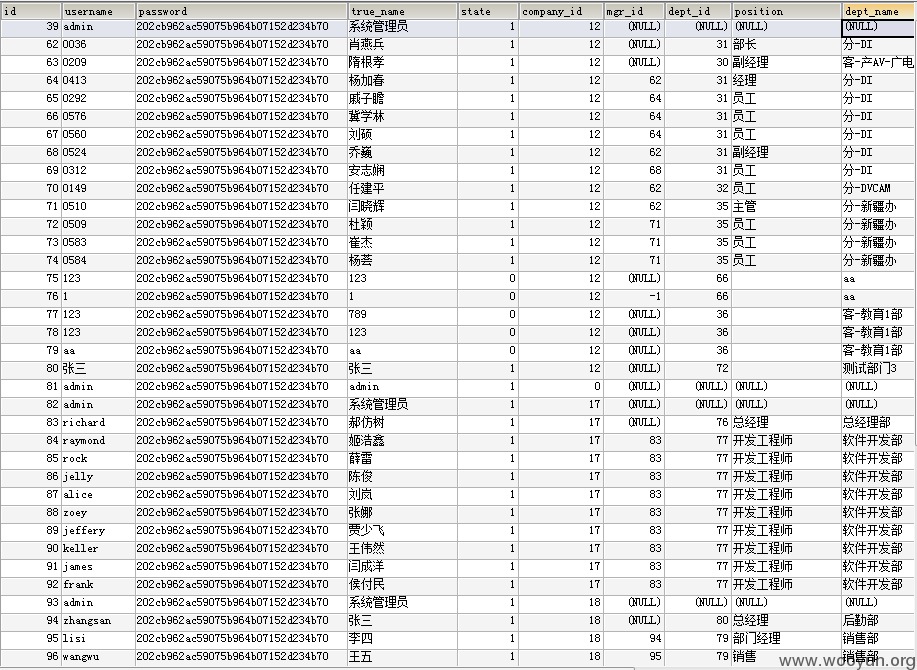 id username password true_name state company_id mgr_id dept_id position dept_name
39 admin 202cb962ac59075b964b07152d234b70 系统管理员 1 12 (NULL) (NULL) (NULL) (NULL)
62 0036 202cb962ac59075b964b07152d234b70 肖燕兵 1 12 (NULL) 31 部长 分-DI
63 0209 202cb962ac59075b964b07152d234b70 隋根孝 1 12 (NULL) 30 副经理 客-产AV-广电
64 0413 202cb962ac59075b964b07152d234b70 杨加春 1 12 62 31 经理 分-DI
65 0292 202cb962ac59075b964b07152d234b70 戚子瞻 1 12 64 31 员工 分-DI
66 0576 202cb962ac59075b964b07152d234b70 冀学林 1 12 64 31 员工 分-DI
67 0560 202cb962ac59075b964b07152d234b70 刘硕 1 12 64 31 员工 分-DI
68 0524 202cb962ac59075b964b07152d234b70 乔巍 1 12 62 31 副经理 分-DI
69 0312 202cb962ac59075b964b07152d234b70 安志娴 1 12 68 31 员工 分-DI
70 0149 202cb962ac59075b964b07152d234b70 任建平 1 12 62 32 员工 分-DVCAM
71 0510 202cb962ac59075b964b07152d234b70 闫晓辉 1 12 62 35 主管 分-新疆办
72 0509 202cb962ac59075b964b07152d234b70 杜颖 1 12 71 35 员工 分-新疆办
73 0583 202cb962ac59075b964b07152d234b70 崔杰 1 12 71 35 员工 分-新疆办
74 0584 202cb962ac59075b964b07152d234b70 杨荟 1 12 71 35 员工 分-新疆办
75 123 202cb962ac59075b964b07152d234b70 123 0 12 (NULL) 66 aa
76 1 202cb962ac59075b964b07152d234b70 1 0 12 -1 66 aa
77 123 202cb962ac59075b964b07152d234b70 789 0 12 (NULL) 36 客-教育1部
78 123 202cb962ac59075b964b07152d234b70 123 0 12 (NULL) 36 客-教育1部
79 aa 202cb962ac59075b964b07152d234b70 aa 0 12 (NULL) 36 客-教育1部
80 张三 202cb962ac59075b964b07152d234b70 张三 1 12 (NULL) 72 测试部门3
81 admin 202cb962ac59075b964b07152d234b70 admin 1 0 (NULL) (NULL) (NULL) (NULL)
82 admin 202cb962ac59075b964b07152d234b70 系统管理员 1 17 (NULL) (NULL) (NULL) (NULL)
83 richard 202cb962ac59075b964b07152d234b70 郝仿树 1 17 (NULL) 76 总经理 总经理部
84 raymond 202cb962ac59075b964b07152d234b70 姬浩鑫 1 17 83 77 开发工程师 软件开发部
85 rock 202cb962ac59075b964b07152d234b70 薛雷 1 17 83 77 开发工程师 软件开发部
86 jelly 202cb962ac59075b964b07152d234b70 陈俊 1 17 83 77 开发工程师 软件开发部
87 alice 202cb962ac59075b964b07152d234b70 刘岚 1 17 83 77 开发工程师 软件开发部
88 zoey 202cb962ac59075b964b07152d234b70 张娜 1 17 83 77 开发工程师 软件开发部
89 jeffery 202cb962ac59075b964b07152d234b70 贾少飞 1 17 83 77 开发工程师 软件开发部
90 keller 202cb962ac59075b964b07152d234b70 王伟然 1 17 83 77 开发工程师 软件开发部
91 james 202cb962ac59075b964b07152d234b70 闫成洋 1 17 83 77 开发工程师 软件开发部
92 frank 202cb962ac59075b964b07152d234b70 侯付民 1 17 83 77 开发工程师 软件开发部
93 admin 202cb962ac59075b964b07152d234b70 系统管理员 1 18 (NULL) (NULL) (NULL) (NULL)
94 zhangsan 202cb962ac59075b964b07152d234b70 张三 1 18 (NULL) 80 总经理 后勤部
95 lisi 202cb962ac59075b964b07152d234b70 李四 1 18 94 79 部门经理 销售部
96 wangwu 202cb962ac59075b964b07152d234b70 王五 1 18 95 79 销售 销售部
www.wooyun.org